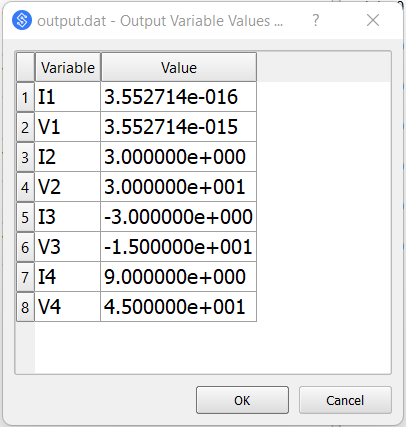 output.dat - Output Variable Values ...
Variable Value
1 I1 3.552714e-016
2 V1 3.552714e-015
3 I2 3.000000e+000
4 V2 3.000000e+001
5 I3 -3.000000e+000
6 V3 -1.500000e+001
7 I4 9.000000e+000
8 V4 4.500000e+001
OK Cancel